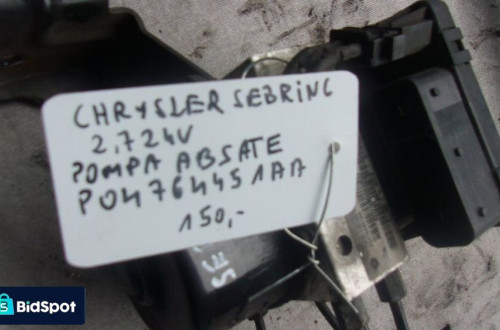 CHRYSLER SEBRING
2,7 24V
POMPA ABSATE
P04764451AA
150,-
BidSpot